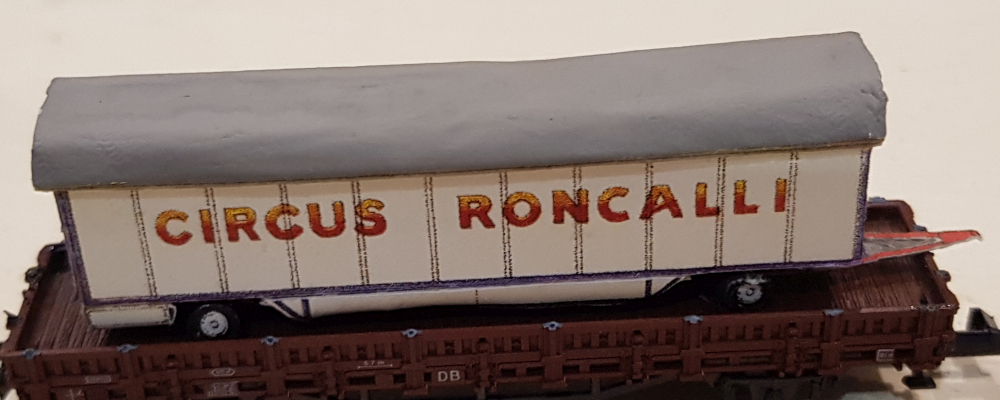 CIRCUS RONCALLI
DB